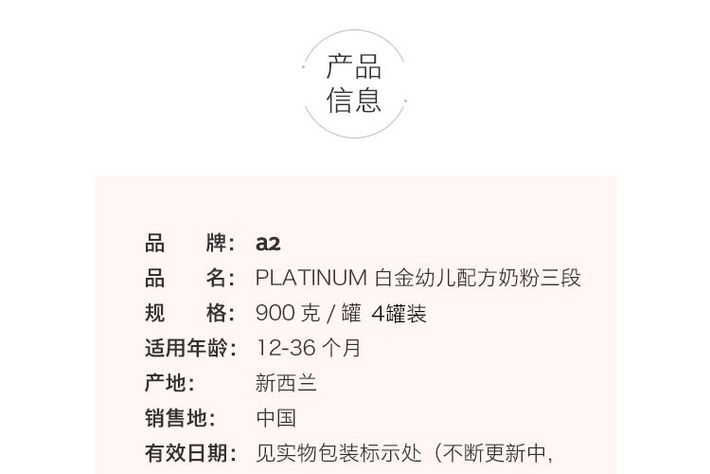 产品
信息
品 牌： a2
品 名： PLATINUM 白金幼儿配方奶粉三段
规 格： 900 克 / 罐 4罐装
适用年龄： 12-36 个月
产地： 新西兰
销售地： 中国
有效日期： 见实物包装标示处（不断更新中，